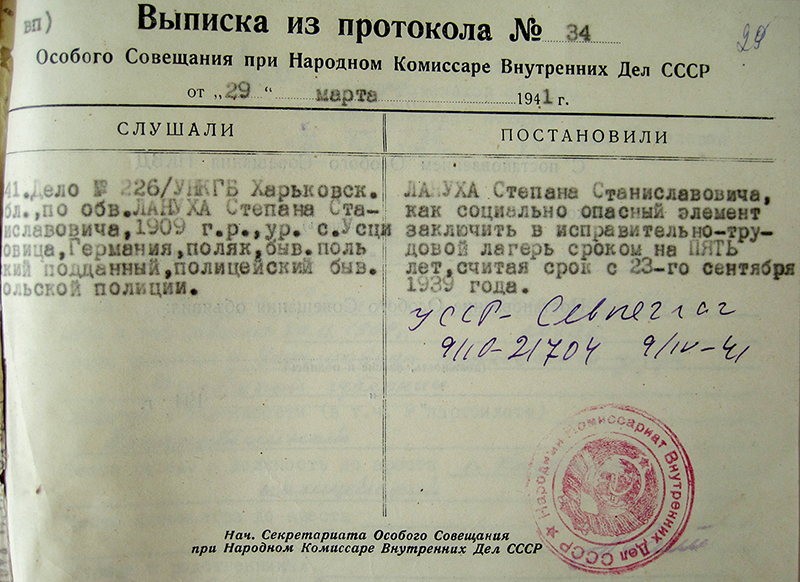 вп)
Выписка из протокола № 34
29
Особого Совещания при Народном Комиссаре Внутренних Дел СССР
от „29 “ марта 1941 г.
СЛУШАЛИ
41.Дело № 226/УНКГБ Харьковск.
бл.,по обв.ЛАНУХА Степана Ста-
иславовича,1909 г.р.,ур. с.Усци
овица,Германия,поляк,быв.поль
кий подданный,полицейский быв.
ольской полиции.
ПОСТАНОВИЛИ
ЛАНУХА Степана Станиславовича,
как социально опасный элемент
заключить в исправительно-тру-
довой лагерь сроком на ПЯТЬ
лет,считая срок с 23-го сентября
1939 года.
УССР- Севпечлаг
9/10-21704 9/IV-41
Народный Комиссариат Внутренних Дел СССР
Нач. Секретариата Особого Совещания
при Народном Комиссаре Внутренних Дел СССР